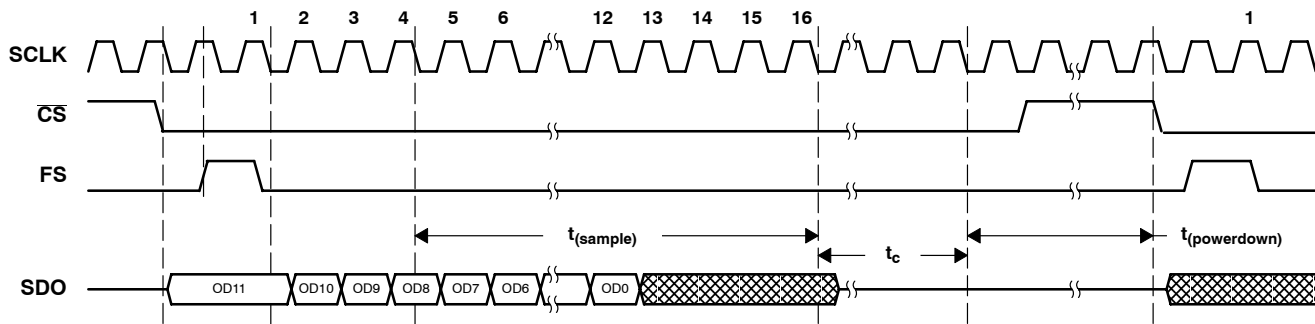 1 2 3 4 5 6 12 13 14 15 16 1
SCLK
CS
FS
t(sample)
t(powerdown)
tc
SDO
OD11 OD10 OD9 OD8 OD7 OD6 OD0